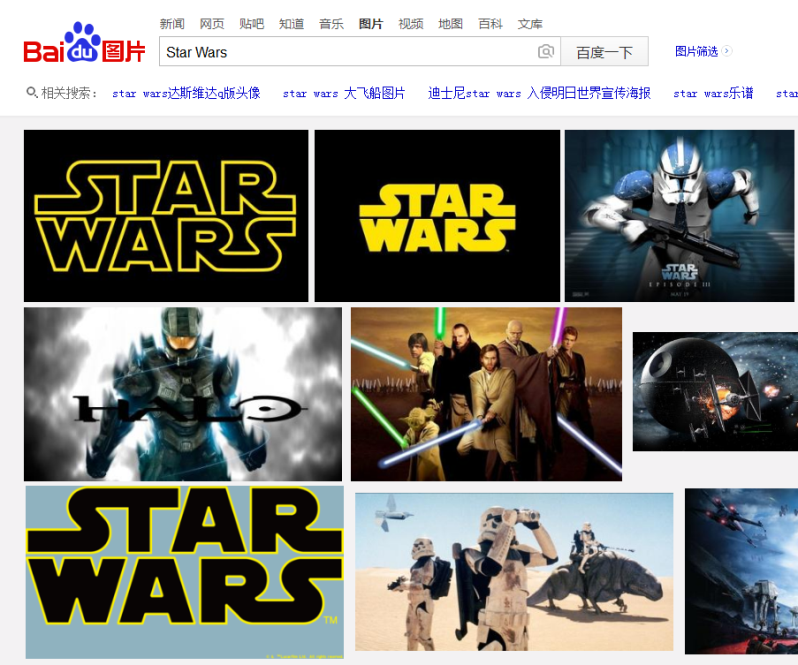 新闻 网页 贴吧 知道 音乐 图片 视频 地图 百科 文库
Bai du 图片
Star Wars 百度一下 图片筛选
相关搜索： star wars达斯维达q版头像 star wars 大飞船图片 迪士尼star wars 入侵明日世界宣传海报 star wars乐谱 star
STAR
WARS
STAR
WARS
STAR
WARS
EPISODE III
MAY 19
HALO
STAR
WARS
TM